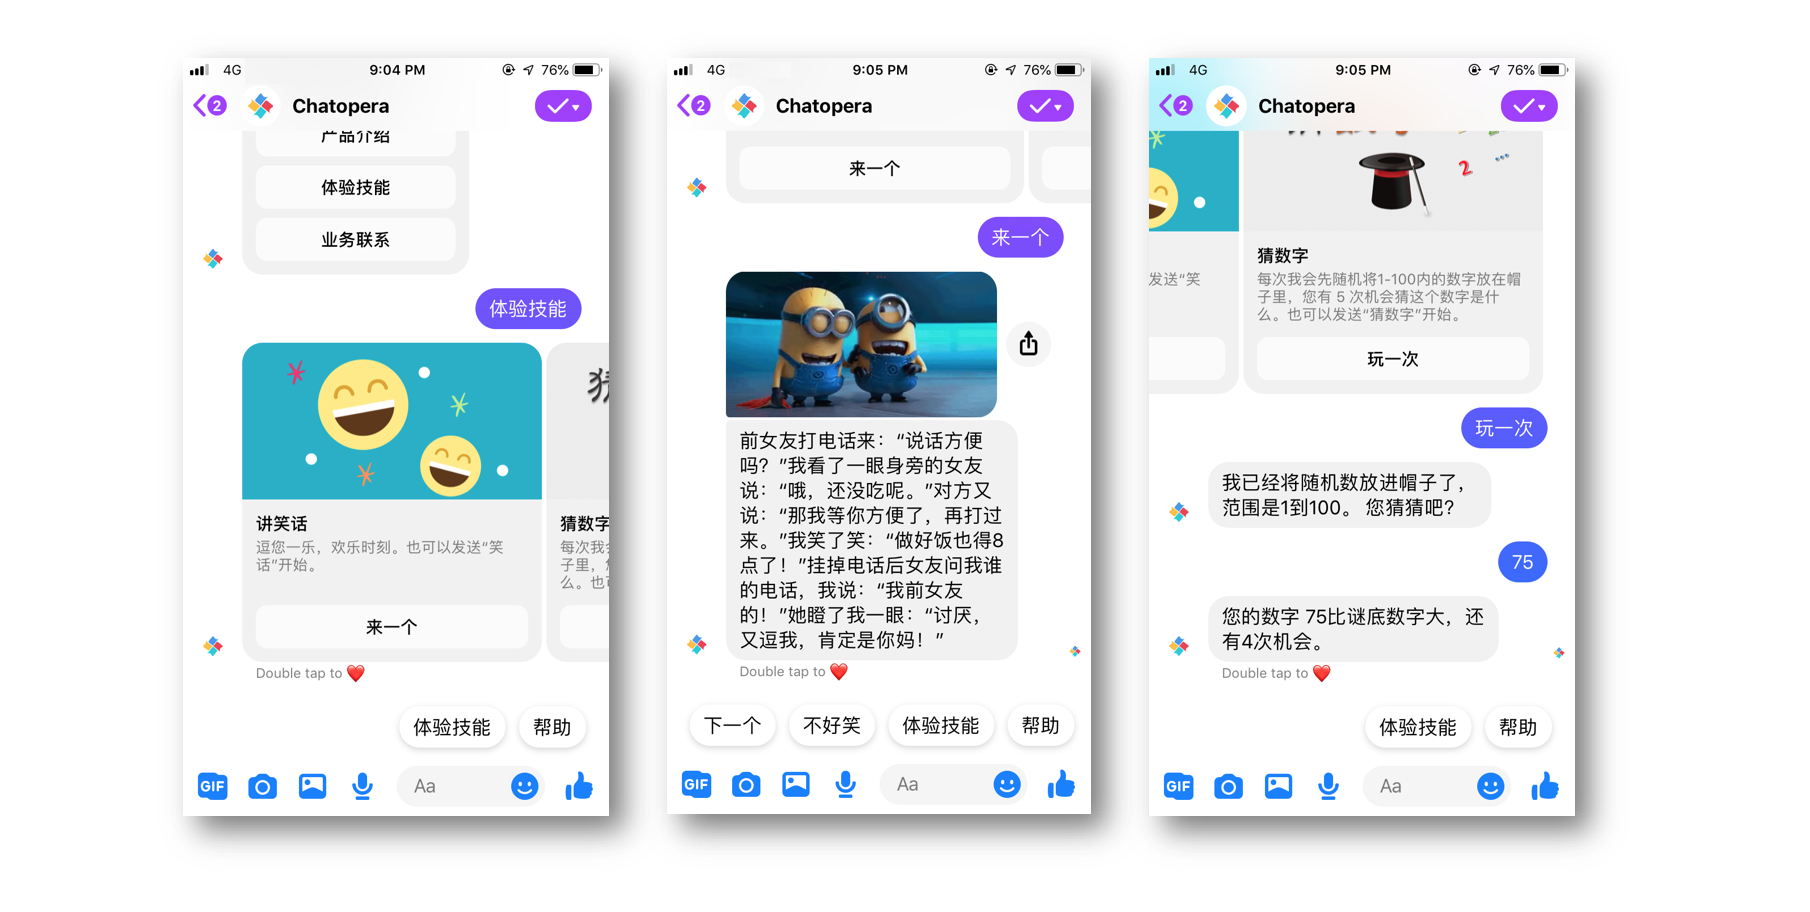 4G
9:04 PM
76%
2
Chatopera
产品介绍
体验技能
业务联系
体验技能
讲笑话
逗您一乐，欢乐时刻。也可以发送“笑
话”开始。
来一个
猜数字
每次我
子里，
么。也
Double tap to ❤️
体验技能
帮助
GIF
Aa
4G
9:05 PM
76%
2
Chatopera
来一个
来一个
前女友打电话来：“说话方便
吗？”我看了一眼身旁的女友
说：“哦，还没吃呢。”对方又
说：“那我等你方便了，再打过
来。”我笑了笑：“做好饭也得8
点了！”挂掉电话后女友问我谁
的电话，我说：“我前女友
的！”她瞪了我一眼：“讨厌，
又逗我，肯定是你妈！”
Double tap to ❤️
下一个
不好笑
体验技能
帮助
GIF
Aa
4G
9:05 PM
76%
2
Chatopera
2
发送“笑
猜数字
每次我会先随机将1-100内的数字放在帽
子里，您有 5 次机会猜这个数字是什
么。也可以发送“猜数字”开始。
玩一次
玩一次
我已经将随机数放进帽子了，
范围是1到100。 您猜猜吧?
75
您的数字 75比谜底数字大，还
有4次机会。
Double tap to ❤️
体验技能
帮助
GIF
Aa